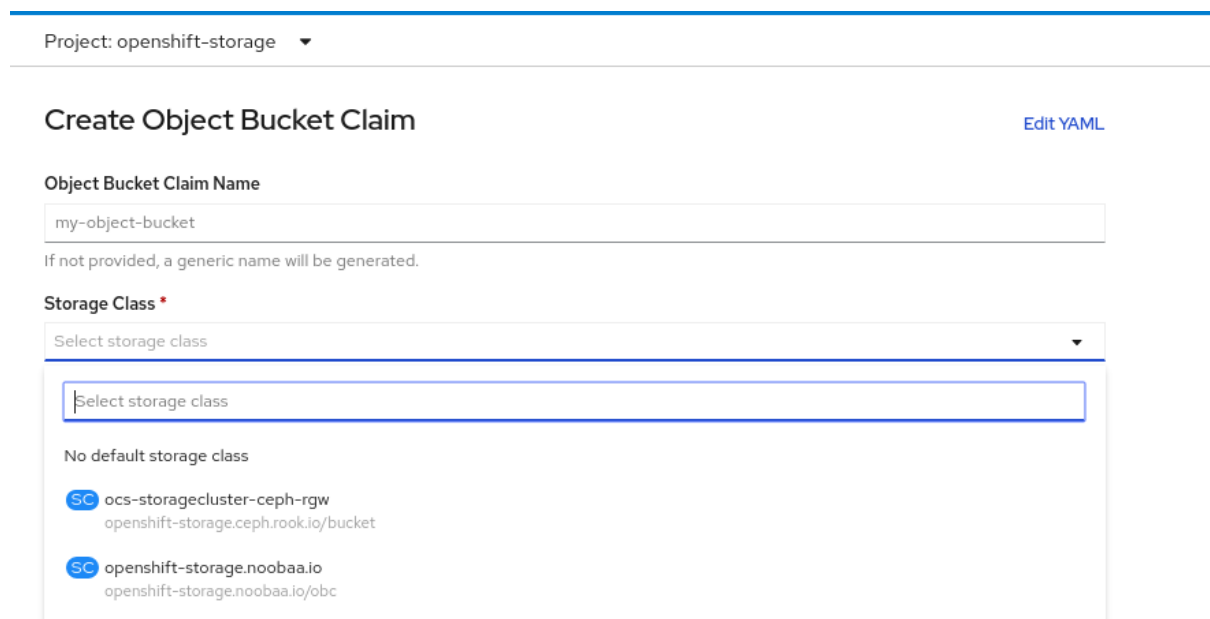 Project: openshift-storage
Create Object Bucket Claim
Edit YAML
Object Bucket Claim Name
my-object-bucket
If not provided, a generic name will be generated.
Storage Class *
Select storage class
Select storage class
No default storage class
SC ocs-storagecluster-ceph-rgw
openshift-storage.ceph.rook.io/bucket
SC openshift-storage.noobaa.io
openshift-storage.noobaa.io/obc